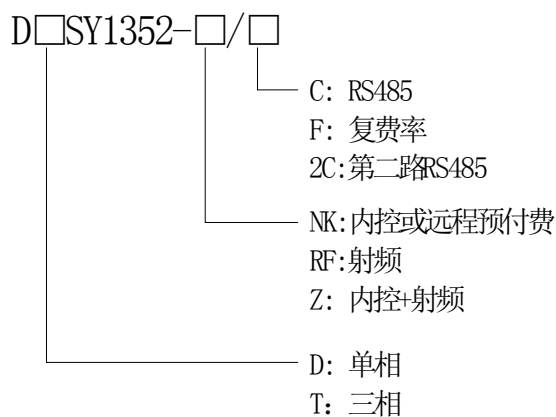 D□SY1352-□/□
C: RS485
F: 复费率
2C:第二路RS485
NK:内控或远程预付费
RF:射频
Z: 内控+射频
D: 单相
T: 三相